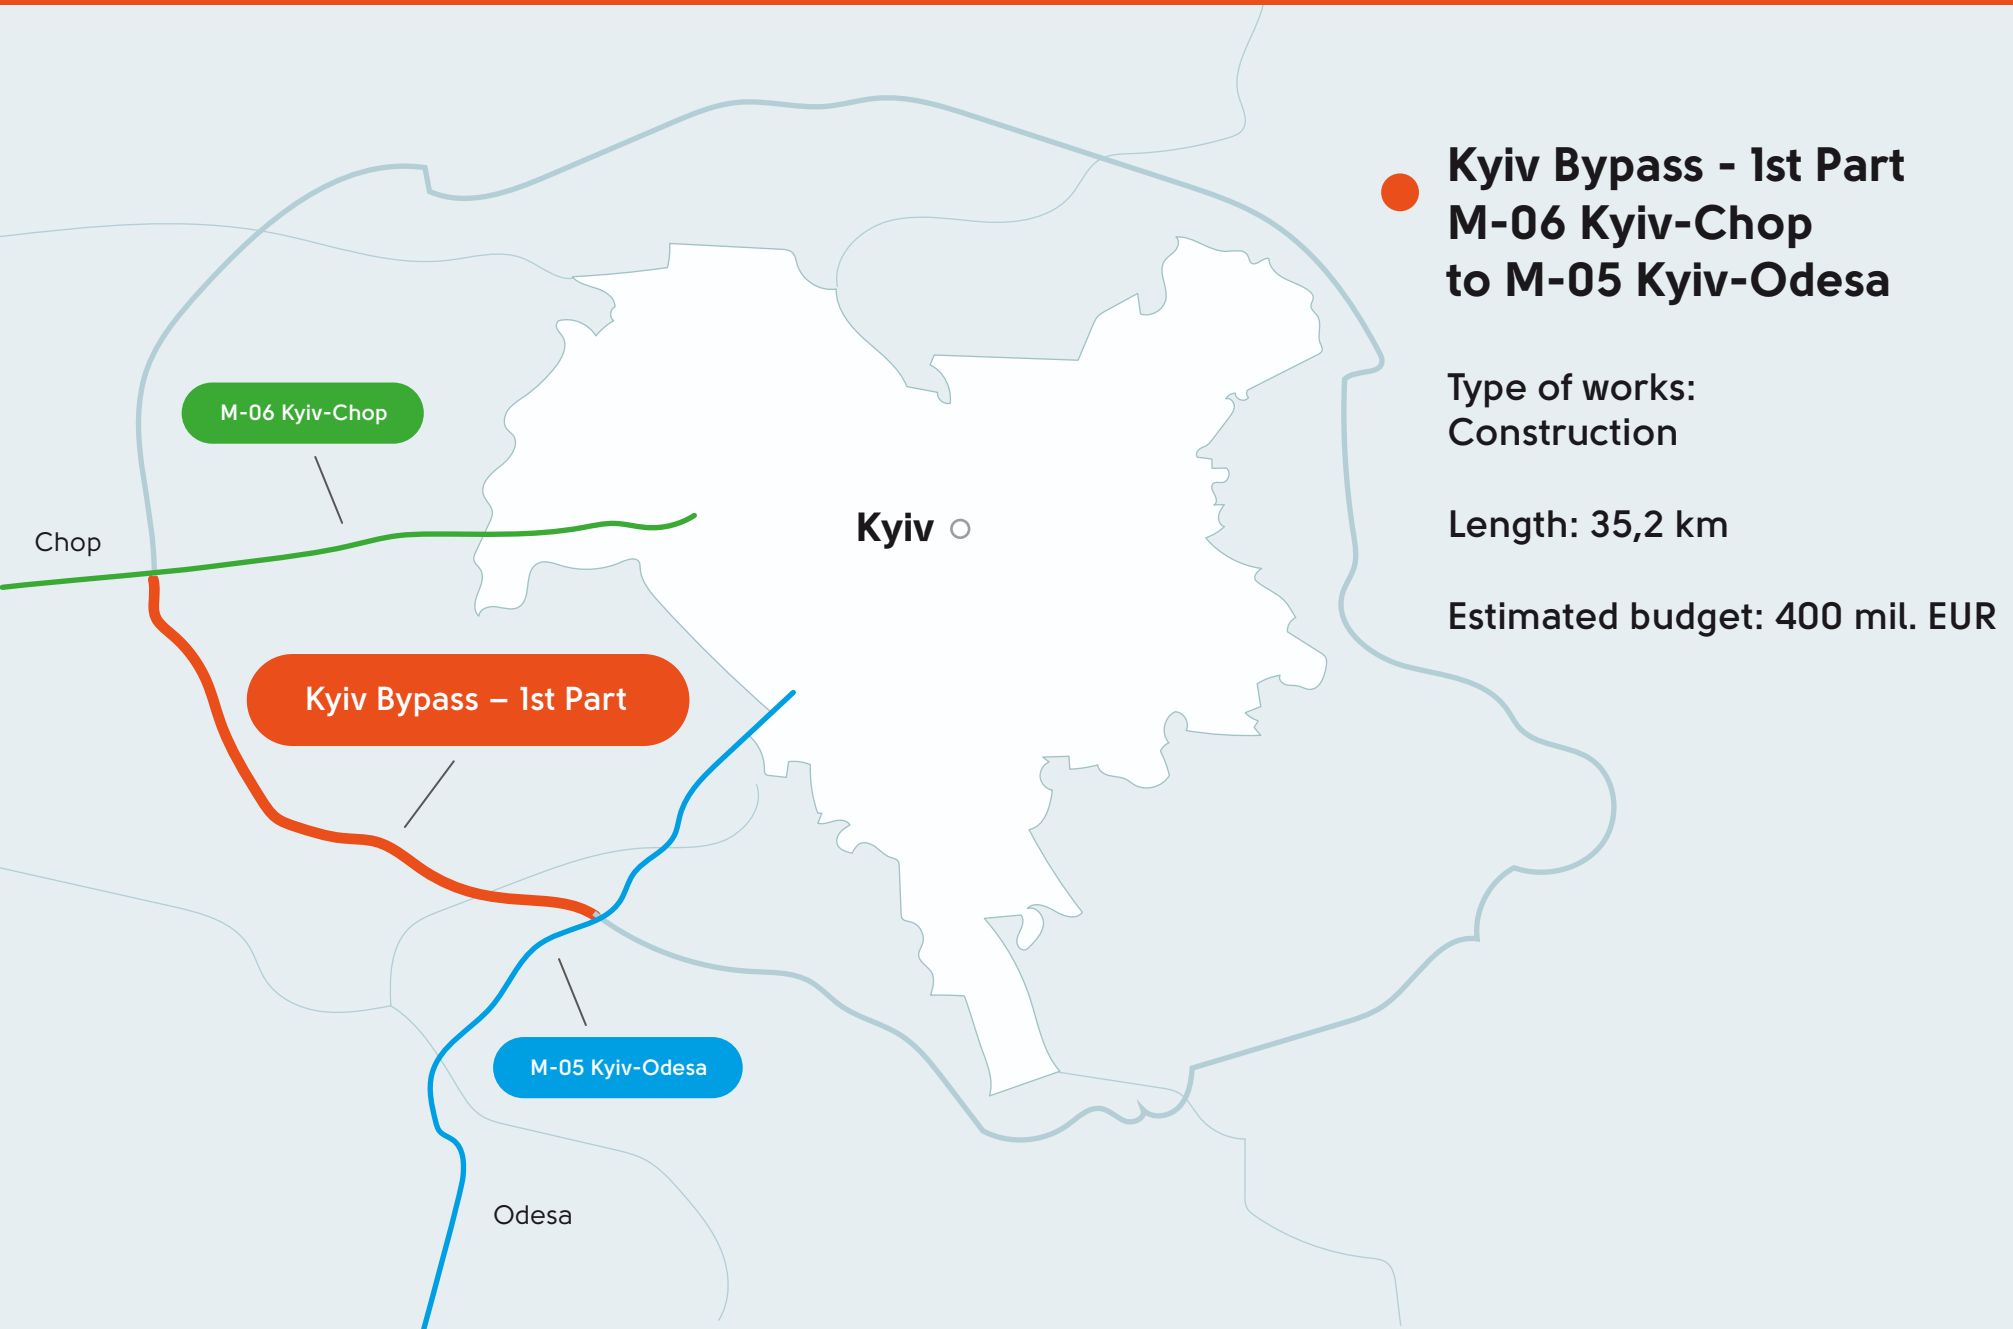 Kyiv Bypass - 1st Part
M-06 Kyiv-Chop
to M-05 Kyiv-Odesa
Type of works:
Construction
Length: 35,2 km
Estimated budget: 400 mil. EUR
M-06 Kyiv-Chop
Chop
Kyiv
Kyiv Bypass – 1st Part
M-05 Kyiv-Odesa
Odesa